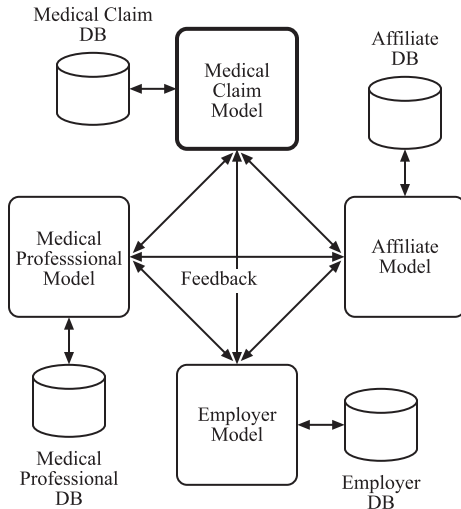 Medical Claim
DB
Medical
Claim
Model
Affiliate
DB
Medical
Professsional
Model
Feedback
Affiliate
Model
Employer
Model
Medical
Professional
DB
Employer
DB